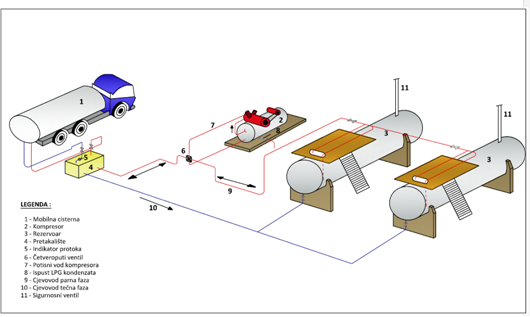 11
1
2
11
7
8
3
6
5
3
4
9
10
LEGENDA :
1 - Mobilna cisterna
2 - Kompresor
3 - Rezervoar
4 - Pretakalište
5 - Indikator protoka
6 - Četveroputi ventil
7 - Potisni vod kompresora
8 - Ispust LPG kondenzata
9 - Cjevovod parna faza
10 - Cjevovod tečna faza
11 - Sigurnosni ventil